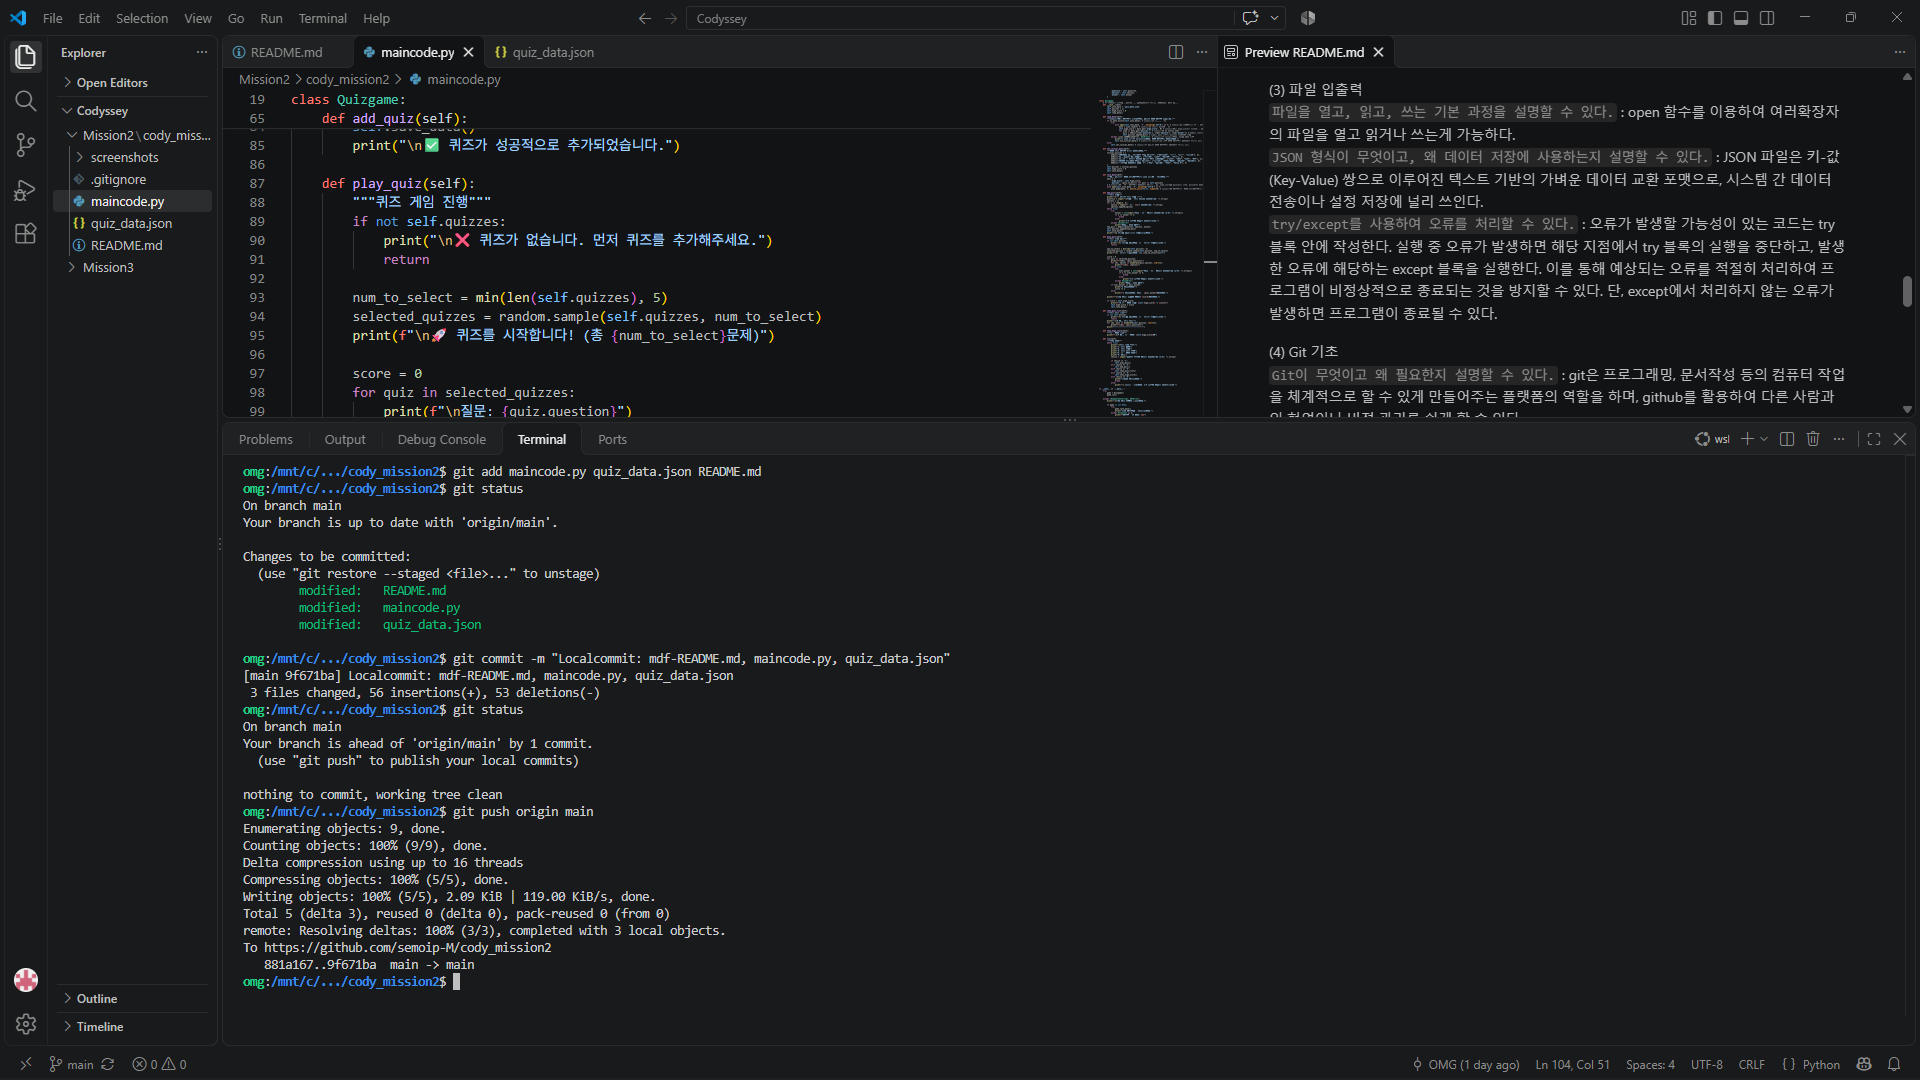 File Edit Selection View Go Run Terminal Help
Codyssey
Explorer
Open Editors
Codyssey
Mission2\cody_miss...
screenshots
.gitignore
maincode.py
quiz_data.json
README.md
Mission3
Outline
Timeline
README.md
maincode.py
quiz_data.json
Mission2 > cody_mission2 > maincode.py
19 class Quizgame:
65 def add_quiz(self):
85 print("\n✅ 퀴즈가 성공적으로 추가되었습니다.")
86
87 def play_quiz(self):
88 """퀴즈 게임 진행"""
89 if not self.quizzes:
90 print("\n❌ 퀴즈가 없습니다. 먼저 퀴즈를 추가해주세요.")
91 return
92
93 num_to_select = min(len(self.quizzes), 5)
94 selected_quizzes = random.sample(self.quizzes, num_to_select)
95 print(f"\n🚀 퀴즈를 시작합니다! (총 {num_to_select}문제)")
96
97 score = 0
98 for quiz in selected_quizzes:
99 print(f"\n질문: {quiz.question}")
Preview README.md
(3) 파일 입출력
파일을 열고, 읽고, 쓰는 기본 과정을 설명할 수 있다. : open 함수를 이용하여 여러확장자
의 파일을 열고 읽거나 쓰는게 가능하다.
JSON 형식이 무엇이고, 왜 데이터 저장에 사용하는지 설명할 수 있다. : JSON 파일은 키-값
(Key-Value) 쌍으로 이루어진 텍스트 기반의 가벼운 데이터 교환 포맷으로, 시스템 간 데이터
전송이나 설정 저장에 널리 쓰인다.
try/except를 사용하여 오류를 처리할 수 있다. : 오류가 발생할 가능성이 있는 코드는 try
블록 안에 작성한다. 실행 중 오류가 발생하면 해당 지점에서 try 블록의 실행을 중단하고, 발생
한 오류에 해당하는 except 블록을 실행한다. 이를 통해 예상되는 오류를 적절히 처리하여 프
로그램이 비정상적으로 종료되는 것을 방지할 수 있다. 단, except에서 처리하지 않는 오류가
발생하면 프로그램이 종료될 수 있다.
(4) Git 기초
Git이 무엇이고 왜 필요한지 설명할 수 있다. : git은 프로그래밍, 문서작성 등의 컴퓨터 작업
을 체계적으로 할 수 있게 만들어주는 플랫폼의 역할을 하며, github를 활용하여 다른 사람과
Problems Output Debug Console Terminal Ports
wsl
omg:/mnt/c/.../cody_mission2$ git add maincode.py quiz_data.json README.md
omg:/mnt/c/.../cody_mission2$ git status
On branch main
Your branch is up to date with 'origin/main'.
Changes to be committed:
(use "git restore --staged <file>..." to unstage)
modified: README.md
modified: maincode.py
modified: quiz_data.json
omg:/mnt/c/.../cody_mission2$ git commit -m "Localcommit: mdf-README.md, maincode.py, quiz_data.json"
[main 9f671ba] Localcommit: mdf-README.md, maincode.py, quiz_data.json
3 files changed, 56 insertions(+), 53 deletions(-)
omg:/mnt/c/.../cody_mission2$ git status
On branch main
Your branch is ahead of 'origin/main' by 1 commit.
(use "git push" to publish your local commits)
nothing to commit, working tree clean
omg:/mnt/c/.../cody_mission2$ git push origin main
Enumerating objects: 9, done.
Counting objects: 100% (9/9), done.
Delta compression using up to 16 threads
Compressing objects: 100% (5/5), done.
Writing objects: 100% (5/5), 2.09 KiB | 119.00 KiB/s, done.
Total 5 (delta 3), reused 0 (delta 0), pack-reused 0 (from 0)
remote: Resolving deltas: 100% (3/3), completed with 3 local objects.
To https://github.com/semoip-M/cody_mission2
881a167..9f671ba main -> main
omg:/mnt/c/.../cody_mission2$
main 0 0 OMG (1 day ago) Ln 104, Col 51 Spaces: 4 UTF-8 CRLF {} Python